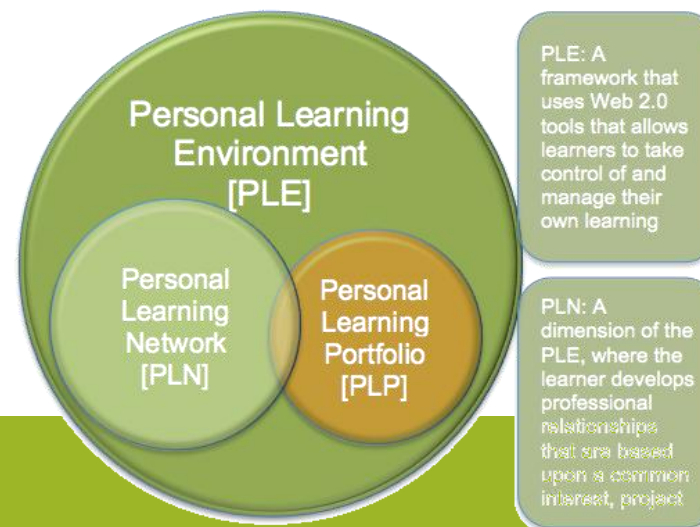 Personal Learning
Environment
[PLE]
Personal
Learning
Network
[PLN]
Personal
Learning
Portfolio
[PLP]
PLE: A
framework that
uses Web 2.0
tools that allows
learners to take
control of and
manage their
own learning
PLN: A
dimension of the
PLE, where the
learner develops
professional
relationships
that are based
upon a common
interest, project